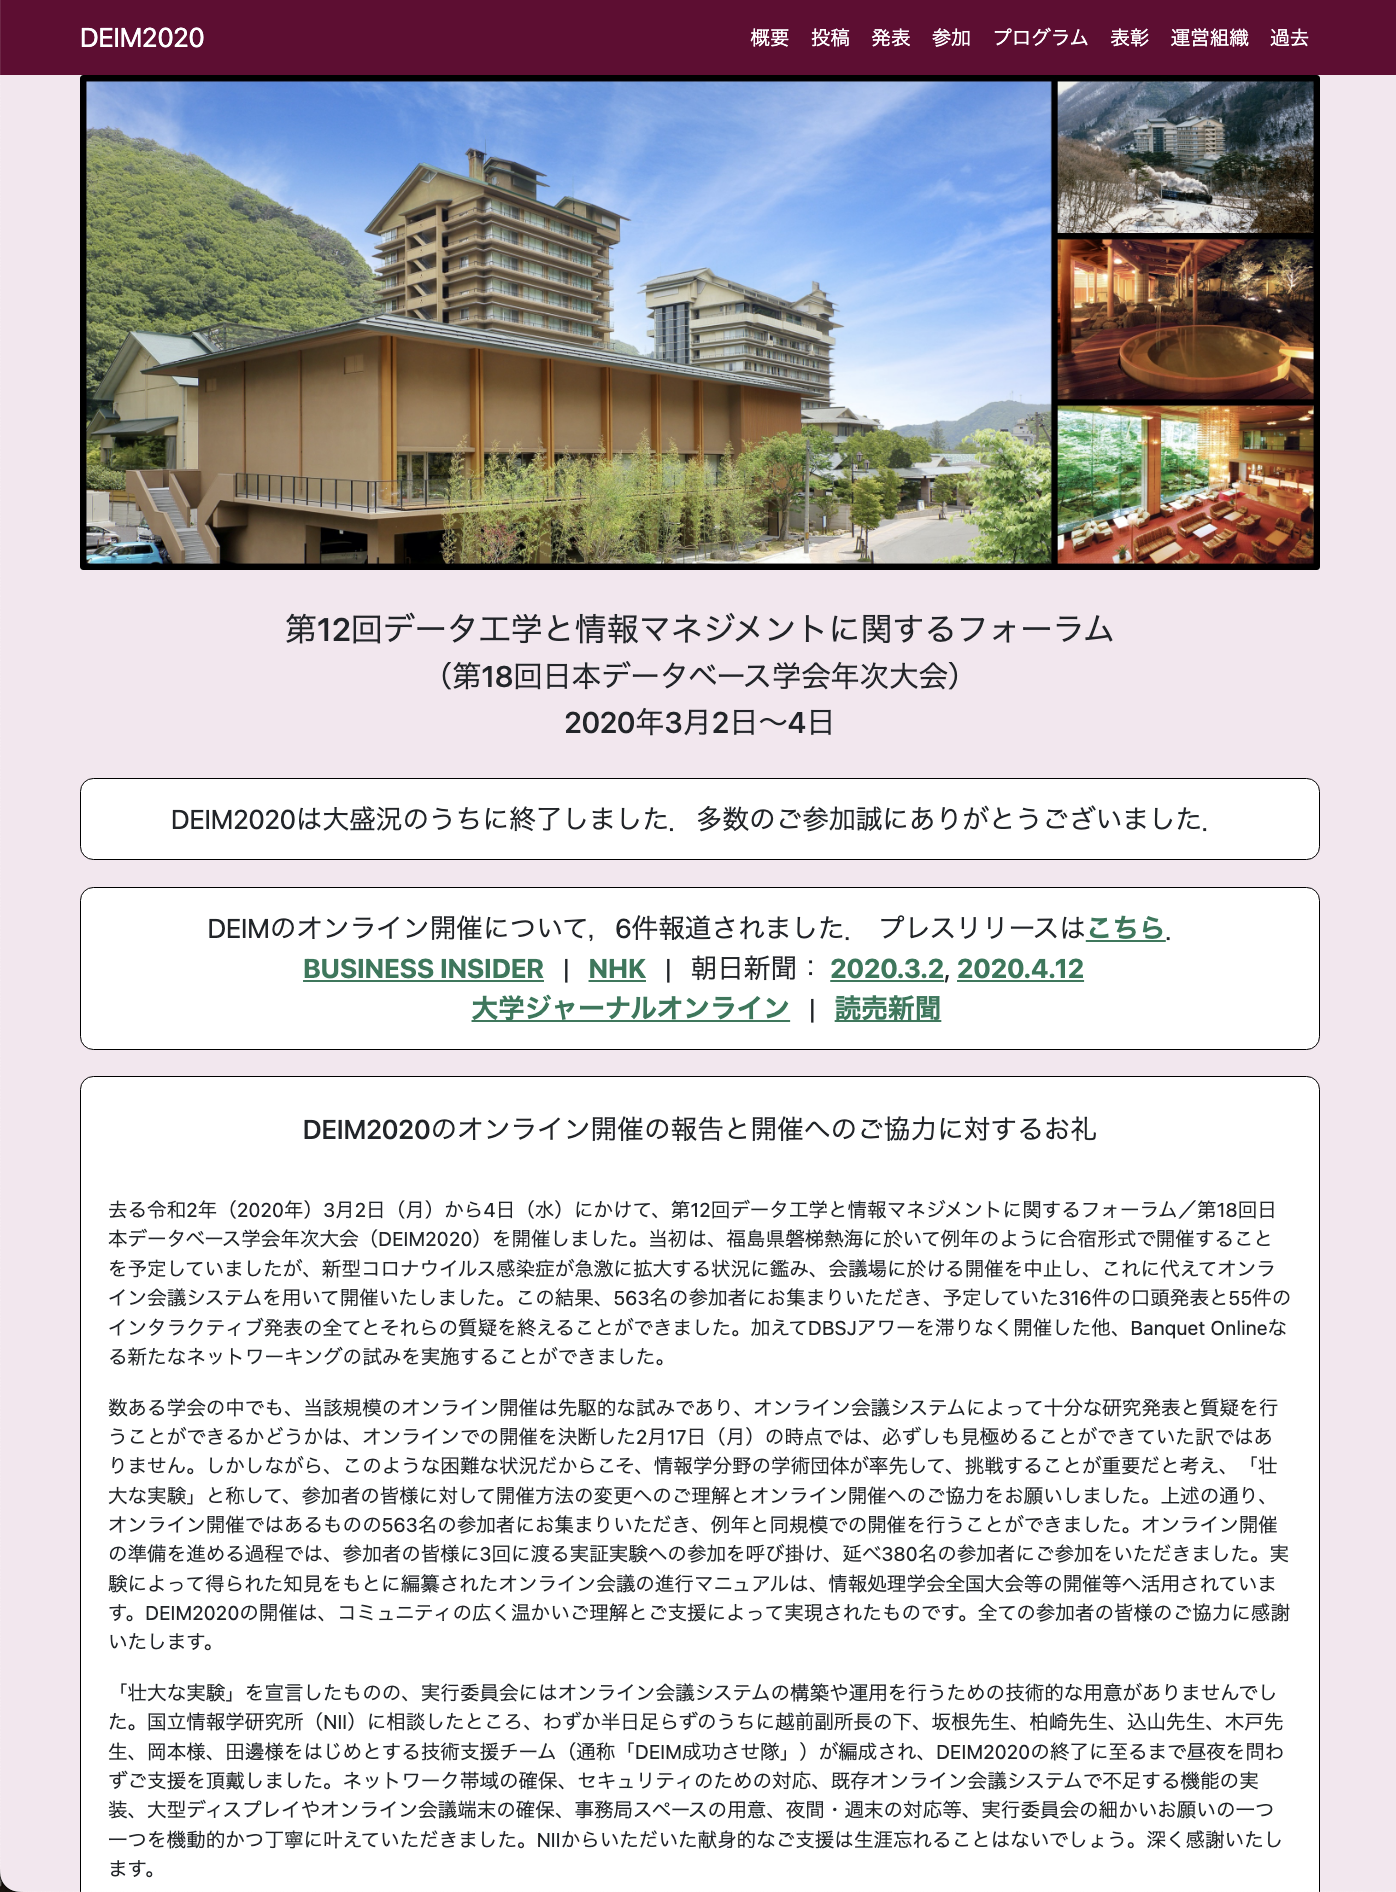 DEIM2020
概要 投稿 発表 参加 プログラム 表彰 運営組織 過去
第12回データ工学と情報マネジメントに関するフォーラム
（第18回日本データベース学会年次大会）
2020年3月2日〜4日
DEIM2020は大盛況のうちに終了しました．多数のご参加誠にありがとうございました．
DEIMのオンライン開催について，6件報道されました． プレスリリースはこちら．
BUSINESS INSIDER | NHK | 朝日新聞： 2020.3.2, 2020.4.12
大学ジャーナルオンライン | 読売新聞
DEIM2020のオンライン開催の報告と開催へのご協力に対するお礼
去る令和2年（2020年）3月2日（月）から4日（水）にかけて、第12回データ工学と情報マネジメントに関するフォーラム／第18回日
本データベース学会年次大会（DEIM2020）を開催しました。当初は、福島県磐梯熱海に於いて例年のように合宿形式で開催すること
を予定していましたが、新型コロナウイルス感染症が急激に拡大する状況に鑑み、会議場に於ける開催を中止し、これに代えてオンラ
イン会議システムを用いて開催いたしました。この結果、563名の参加者にお集まりいただき、予定していた316件の口頭発表と55件の
インタラクティブ発表の全てとそれらの質疑を終えることができました。加えてDBSJアワーを滞りなく開催した他、Banquet Onlineな
る新たなネットワーキングの試みを実施することができました。
数ある学会の中でも、当該規模のオンライン開催は先駆的な試みであり、オンライン会議システムによって十分な研究発表と質疑を行
うことができるかどうかは、オンラインでの開催を決断した2月17日（月）の時点では、必ずしも見極めることができていた訳ではあ
りません。しかしながら、このような困難な状況だからこそ、情報学分野の学術団体が率先して、挑戦することが重要だと考え、「壮
大な実験」と称して、参加者の皆様に対して開催方法の変更へのご理解とオンライン開催へのご協力をお願いしました。上述の通り、
オンライン開催ではあるものの563名の参加者にお集まりいただき、例年と同規模での開催を行うことができました。オンライン開催
の準備を進める過程では、参加者の皆様に3回に渡る実証実験への参加を呼び掛け、延べ380名の参加者にご参加をいただきました。実
験によって得られた知見をもとに編纂されたオンライン会議の進行マニュアルは、情報処理学会全国大会等の開催等へ活用されていま
す。DEIM2020の開催は、コミュニティの広く温かいご理解とご支援によって実現されたものです。全ての参加者の皆様のご協力に感謝
いたします。
「壮大な実験」を宣言したものの、実行委員会にはオンライン会議システムの構築や運用を行うための技術的な用意がありませんでし
た。国立情報学研究所（NII）に相談したところ、わずか半日足らずのうちに越前副所長の下、坂根先生、柏崎先生、込山先生、木戸先
生、岡本様、田邊様をはじめとする技術支援チーム（通称「DEIM成功させ隊」）が編成され、DEIM2020の終了に至るまで昼夜を問わ
ずご支援を頂戴しました。ネットワーク帯域の確保、セキュリティのための対応、既存オンライン会議システムで不足する機能の実
装、大型ディスプレイやオンライン会議端末の確保、事務局スペースの用意、夜間・週末の対応等、実行委員会の細かいお願いの一つ
一つを機動的かつ丁寧に叶えていただきました。NIIからいただいた献身的なご支援は生涯忘れることはないでしょう。深く感謝いたし
ます。